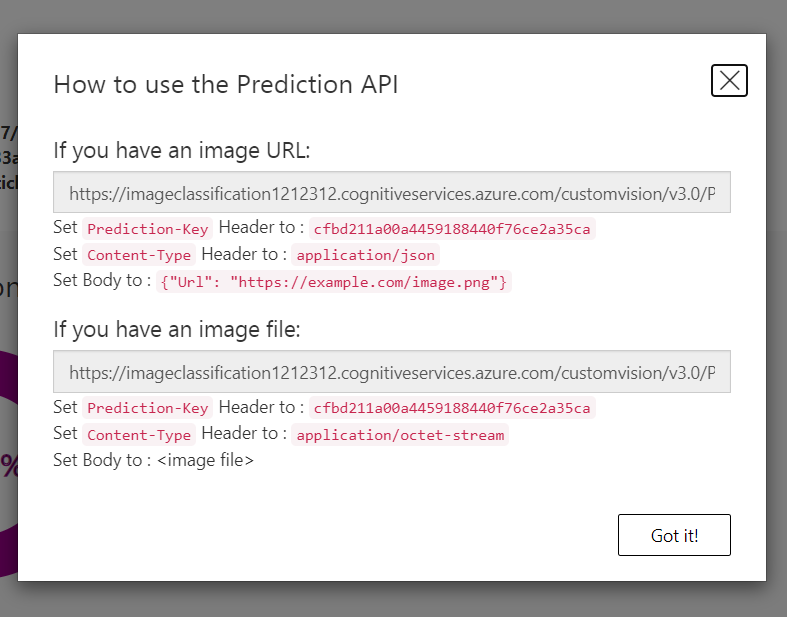 How to use the Prediction API
If you have an image URL:
https://imageclassification1212312.cognitiveservices.azure.com/customvision/v3.0/P
Set Prediction-Key Header to : cfbd211a00a4459188440f76ce2a35ca
Set Content-Type Header to : application/json
Set Body to : {"Url": "https://example.com/image.png"}
If you have an image file:
https://imageclassification1212312.cognitiveservices.azure.com/customvision/v3.0/P
Set Prediction-Key Header to : cfbd211a00a4459188440f76ce2a35ca
Set Content-Type Header to : application/octet-stream
Set Body to : <image file>
Got it!